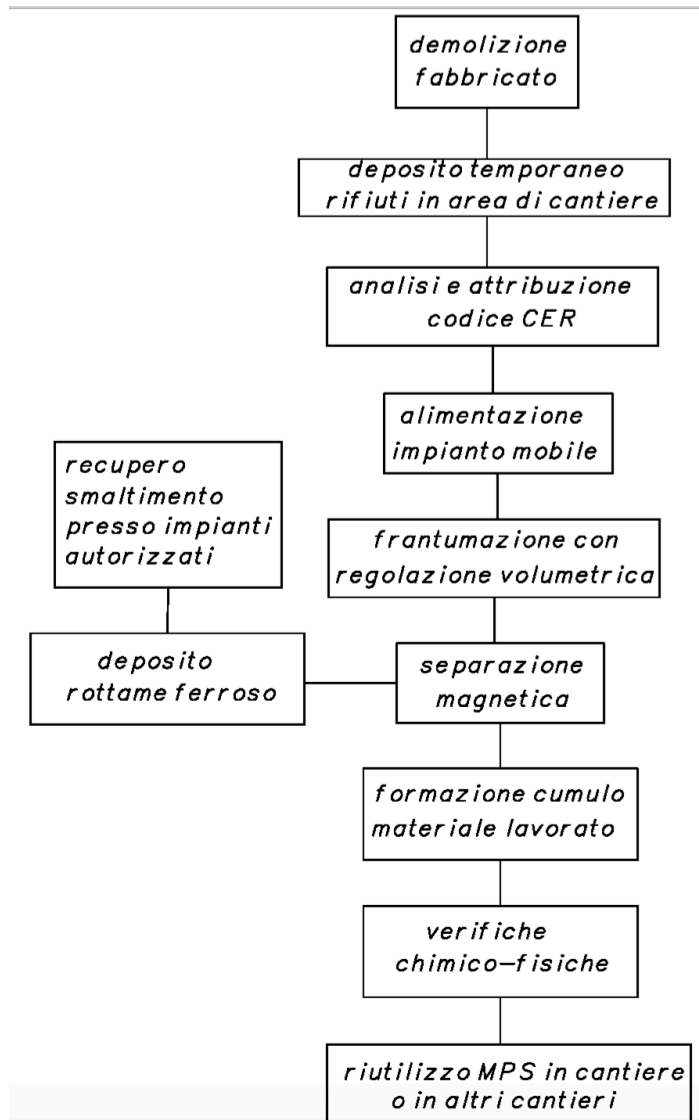 demolizione
fabbricato
deposito temporaneo
rifiuti in area di cantiere
analisi e attribuzione
codice CER
alimentazione
impianto mobile
recupero
smaltimento
presso impianti
autorizzati
frantumazione con
regolazione volumetrica
deposito
rottame ferroso
separazione
magnetica
formazione cumulo
materiale lavorato
verifiche
chimico-fisiche
riutilizzo MPS in cantiere
o in altri cantieri